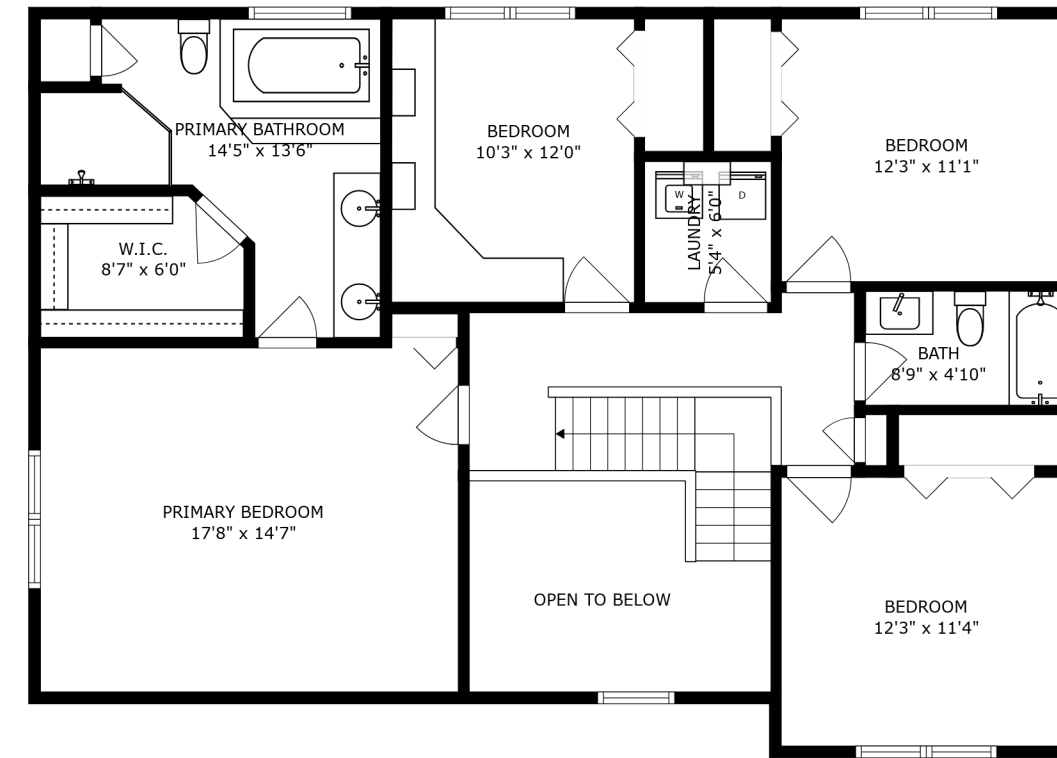 PRIMARY BATHROOM
14'5" x 13'6"
BEDROOM
10'3" x 12'0"
BEDROOM
12'3" x 11'1"
W
D
LAUNDRY
5'4" x 6'0"
W.I.C.
8'7" x 6'0"
BATH
8'9" x 4'10"
PRIMARY BEDROOM
17'8" x 14'7"
OPEN TO BELOW
BEDROOM
12'3" x 11'4"